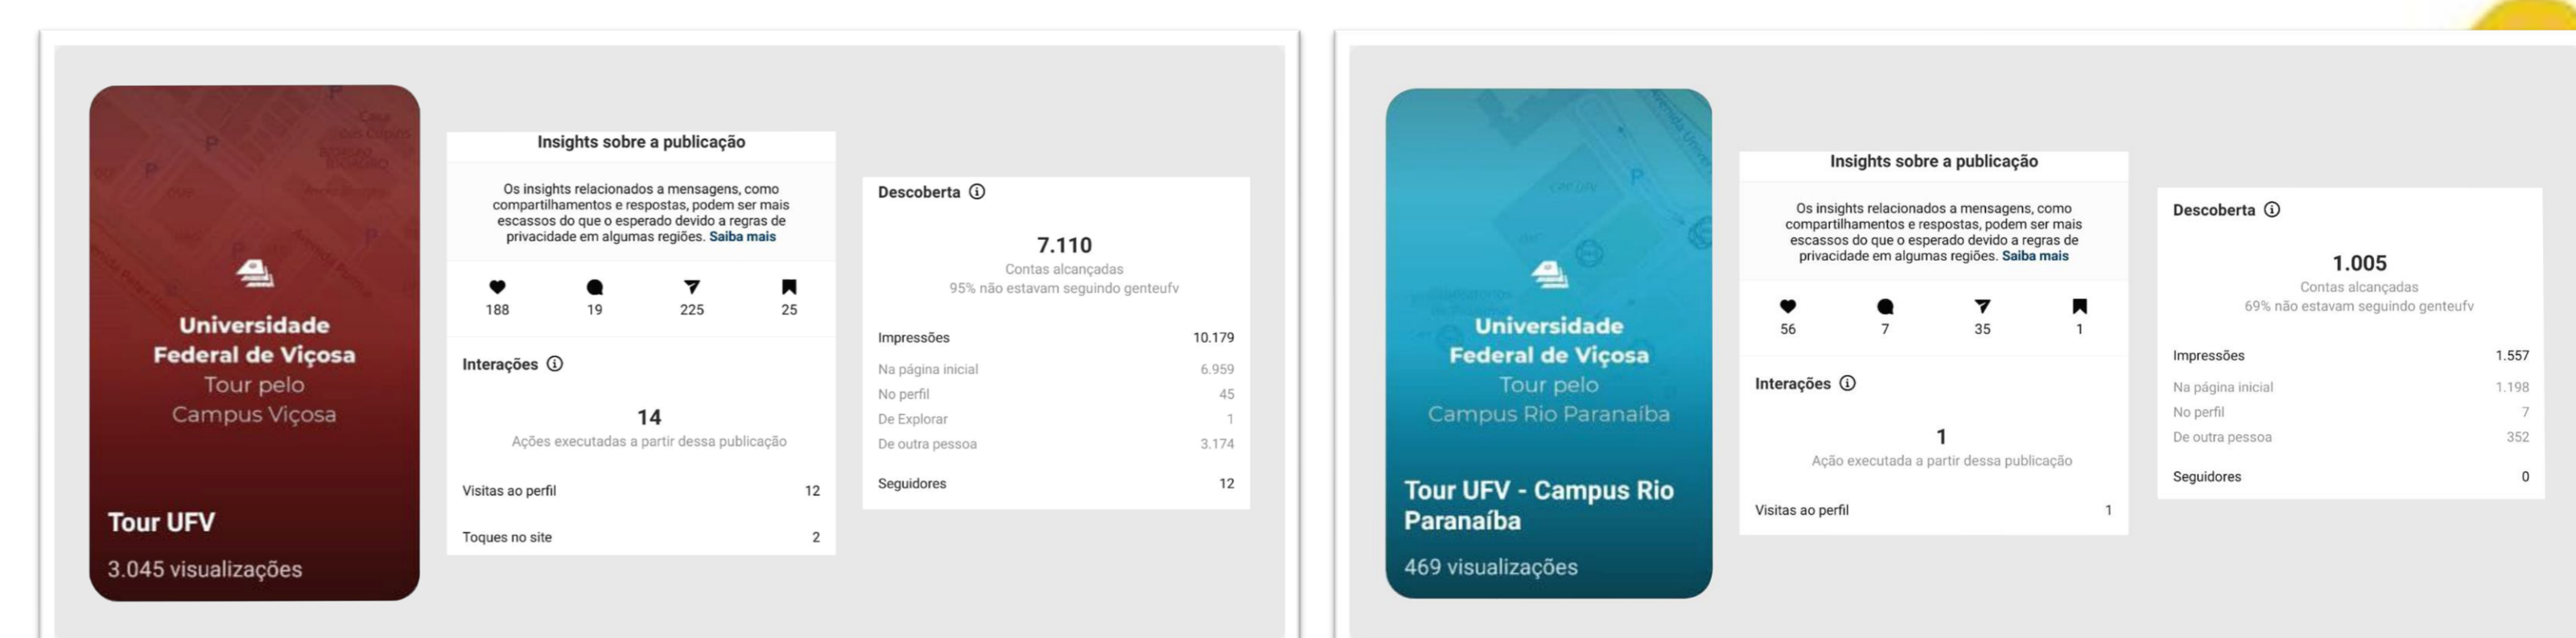 Universidade
Federal de Viçosa
Tour pelo
Campus Viçosa
Tour UFV
3.045 visualizações
Insights sobre a publicação
Os insights relacionados a mensagens, como
compartilhamentos e respostas, podem ser mais
escassos do que o esperado devido a regras de
privacidade em algumas regiões. Saiba mais
188 19 225 25
Interações
14
Ações executadas a partir dessa publicação
Visitas ao perfil 12
Toques no site 2
Descoberta
7.110
Contas alcançadas
95% não estavam seguindo genteufv
Impressões 10.179
Na página inicial 6.959
No perfil 45
De Explorar 1
De outra pessoa 3.174
Seguidores 12
Universidade
Federal de Viçosa
Tour pelo
Campus Rio Paranaíba
Tour UFV - Campus Rio
Paranaíba
469 visualizações
Insights sobre a publicação
Os insights relacionados a mensagens, como
compartilhamentos e respostas, podem ser mais
escassos do que o esperado devido a regras de
privacidade em algumas regiões. Saiba mais
56 7 35 1
Interações
1
Ação executada a partir dessa publicação
Visitas ao perfil 1
Descoberta
1.005
Contas alcançadas
69% não estavam seguindo genteufv
Impressões 1.557
Na página inicial 1.198
No perfil 7
De outra pessoa 352
Seguidores 0